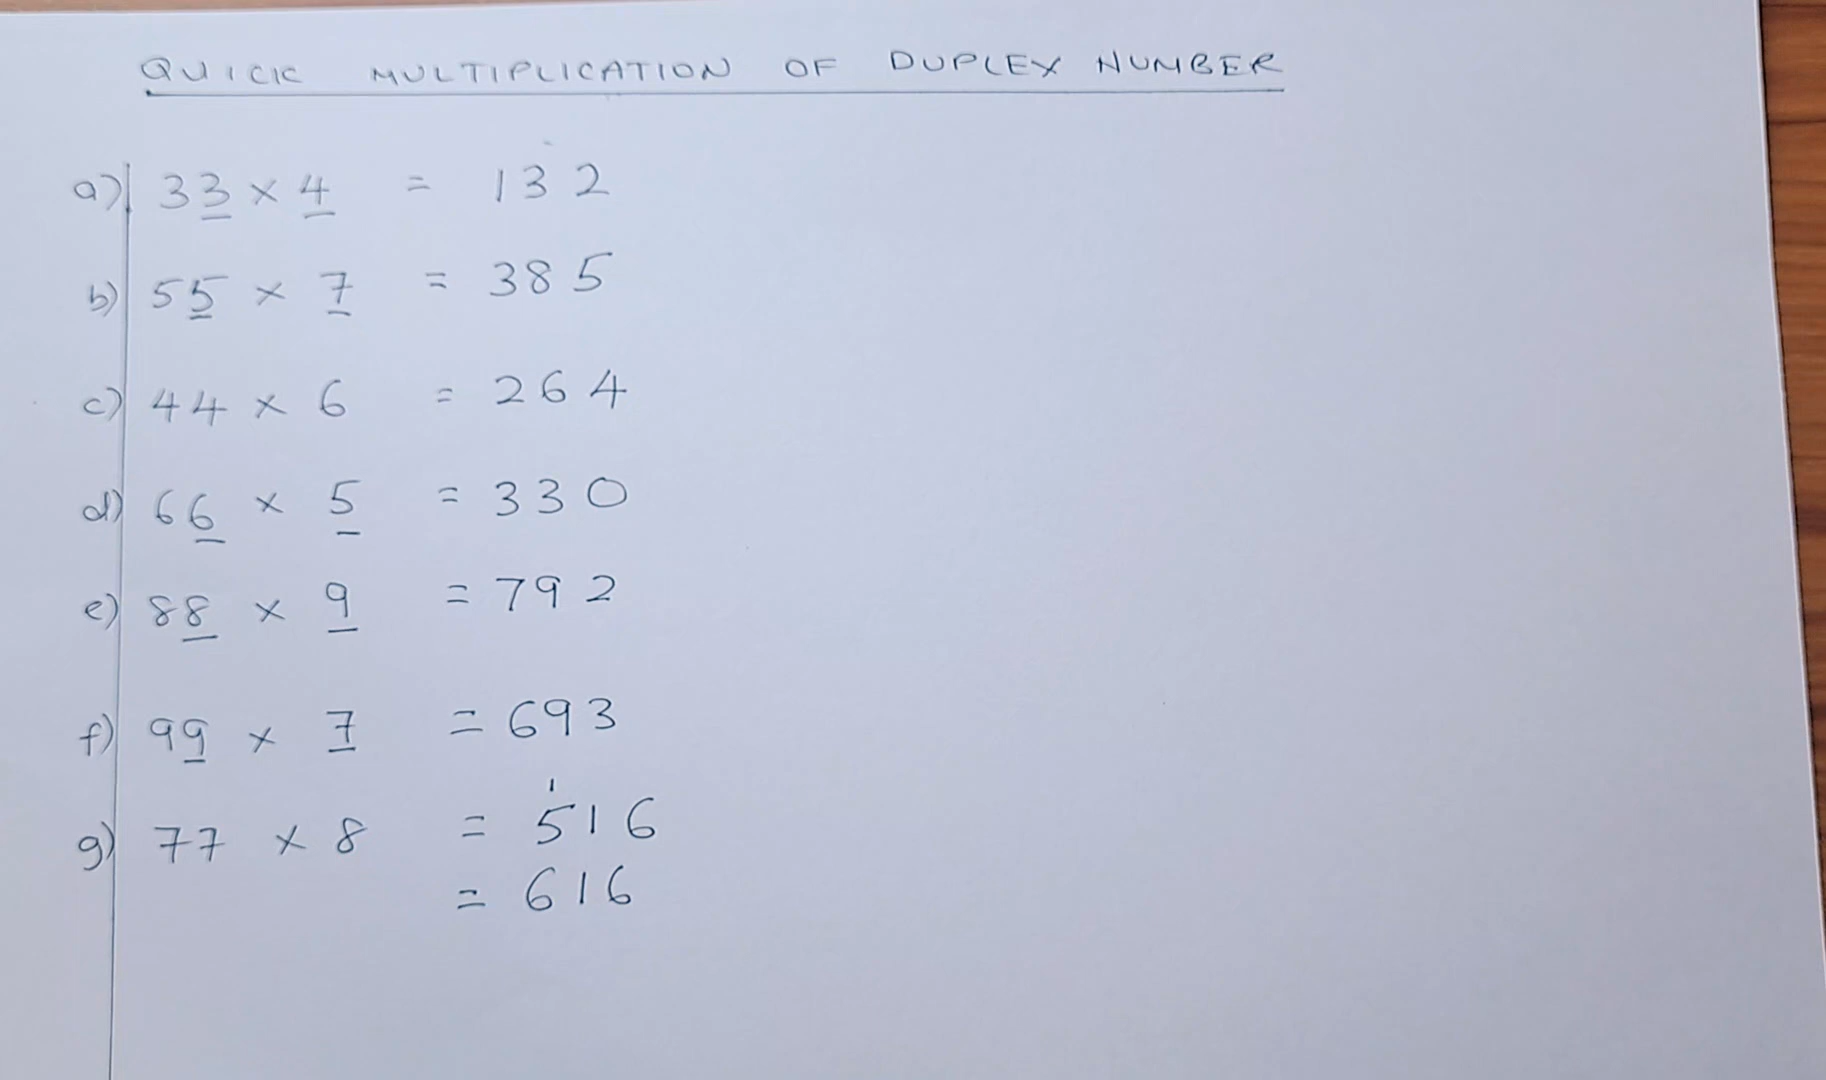 QUICK MULTIPLICATION OF DUPLEX NUMBER
a) 33 × 4 = 132
b) 55 × 7 = 385
c) 44 × 6 = 264
d) 66 × 5 = 330
e) 88 × 9 = 792
f) 99 × 7 = 693
1
g) 77 × 8 = 516
= 616